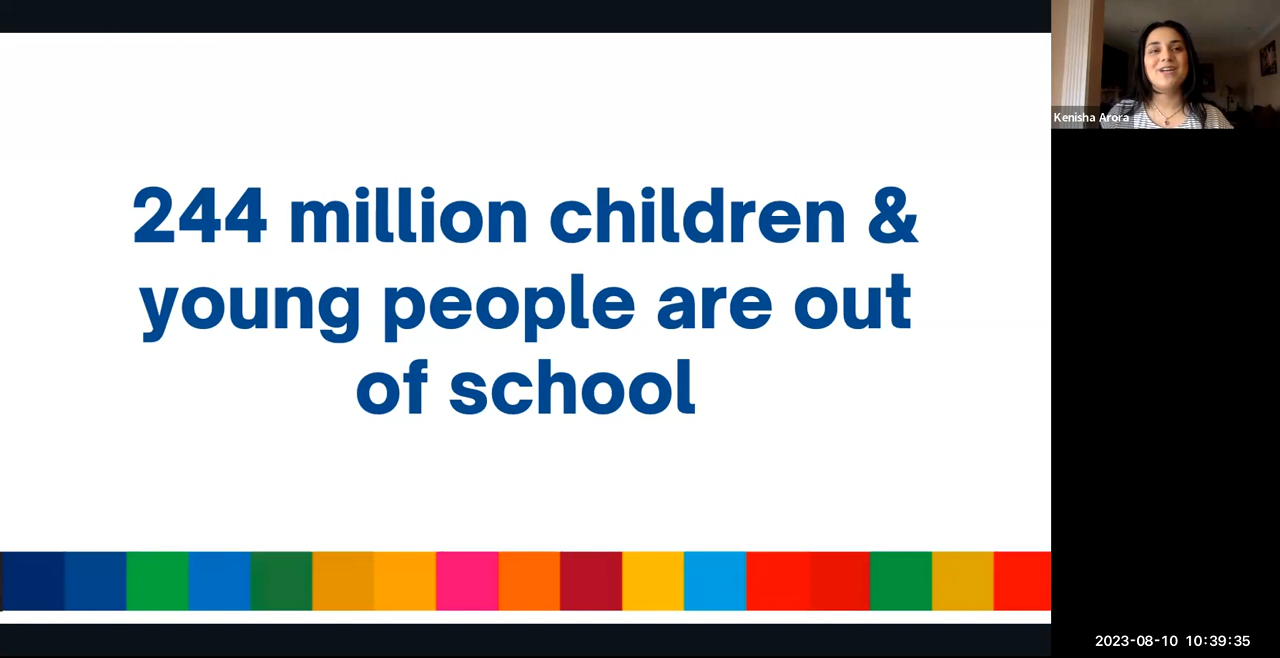 244 million children &
young people are out
of school
Kenisha Arora
2023-08-10 10:39:35